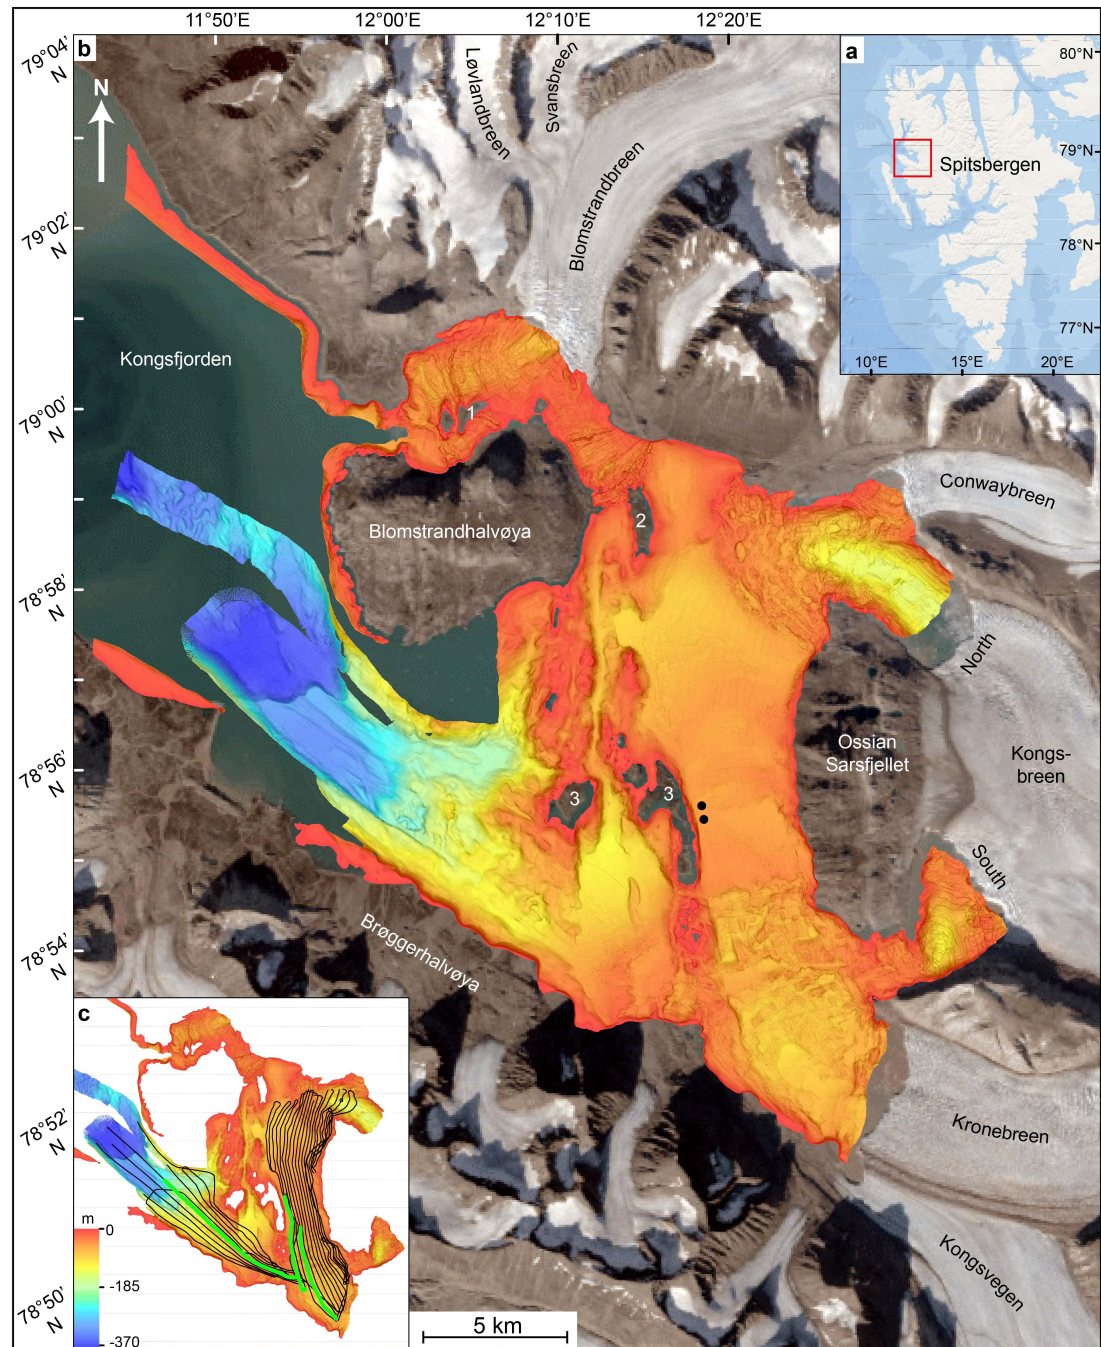 11°50'E
12°00'E
12°10'E
12°20'E
79°04'
N
b
N
a
80°N
79°N
78°N
77°N
Spitsbergen
10°E
15°E
20°E
Løvlandbreen
Svansbreen
Blomstrandbreen
79°02'
N
Kongsfjorden
79°00'
N
1
Conwaybreen
2
Blomstrandhalvøya
78°58'
N
North
Ossian
Sarsfjellet
Kongs-
breen
78°56'
N
3
3
South
78°54'
N
Brøggerhalvøya
c
78°52'
N
Kronebreen
m
0
-185
-370
Kongsvegen
78°50'
N
5 km